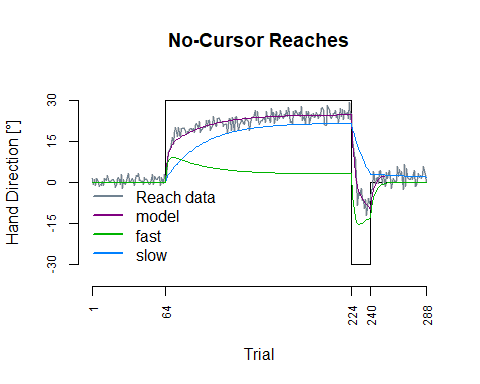 No-Cursor Reaches
Hand Direction [°]
30
15
0
-15
-30
Reach data
model
fast
slow
1
64
224
240
288
Trial